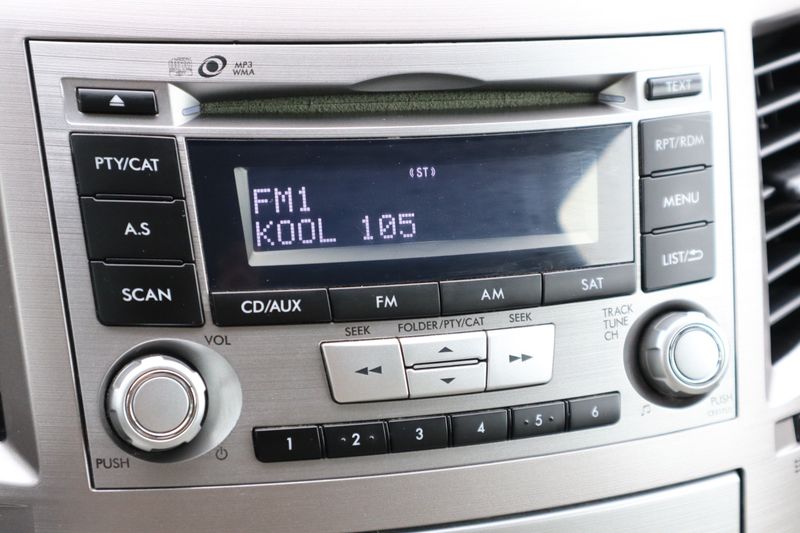 MP3
WMA
TEXT
PTY/CAT
A.S
SCAN
(ST)
FM1
KOOL 105
RPT/RDM
MENU
LIST/
CD/AUX
FM
AM
SAT
VOL
SEEK
FOLDER/PTY/CAT
SEEK
TRACK
TUNE
CH
PUSH
PUSH
1
2
3
4
5
6